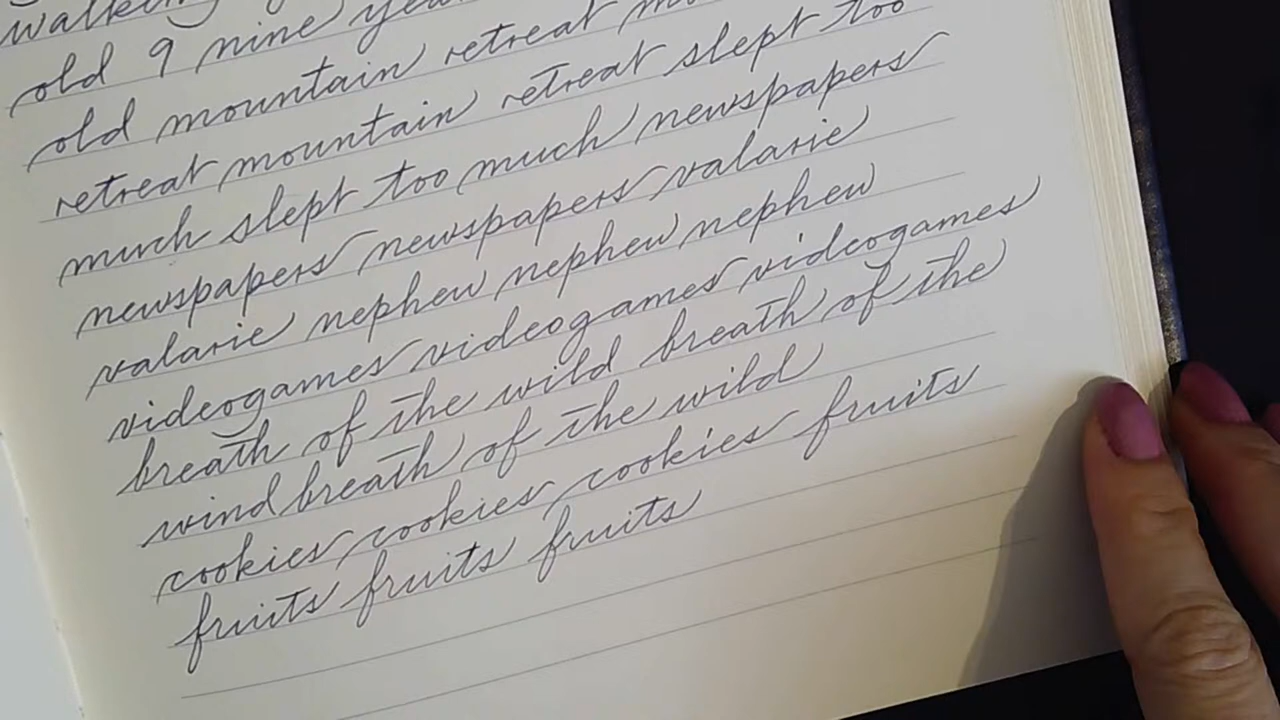 walking
old 9 nine
old mountain retreat
retreat mountain retreat slept too
much slept too much newspapers
newspapers newspapers valarie
valarie nephew nephew nephew
videogames videogames videogames
breath of the wild breath of the
wind breath of the wild
cookies cookies cookies fruits
fruits fruits fruits